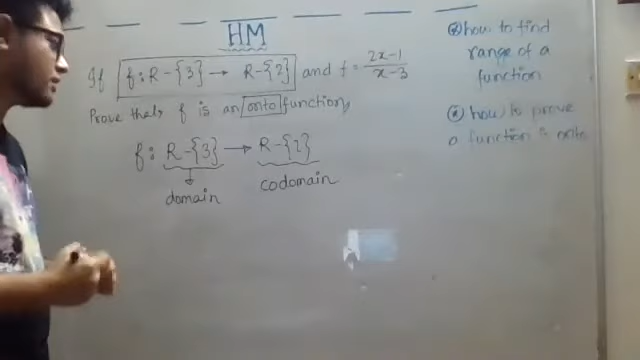 HM
If f : R - {3} → R - {2} and f = 2x-1 / x-3
Prove that, f is an onto function,
f : R - {3} → R - {2}
domain
codomain
how to find
range of a
function
how to prove
a function is onto